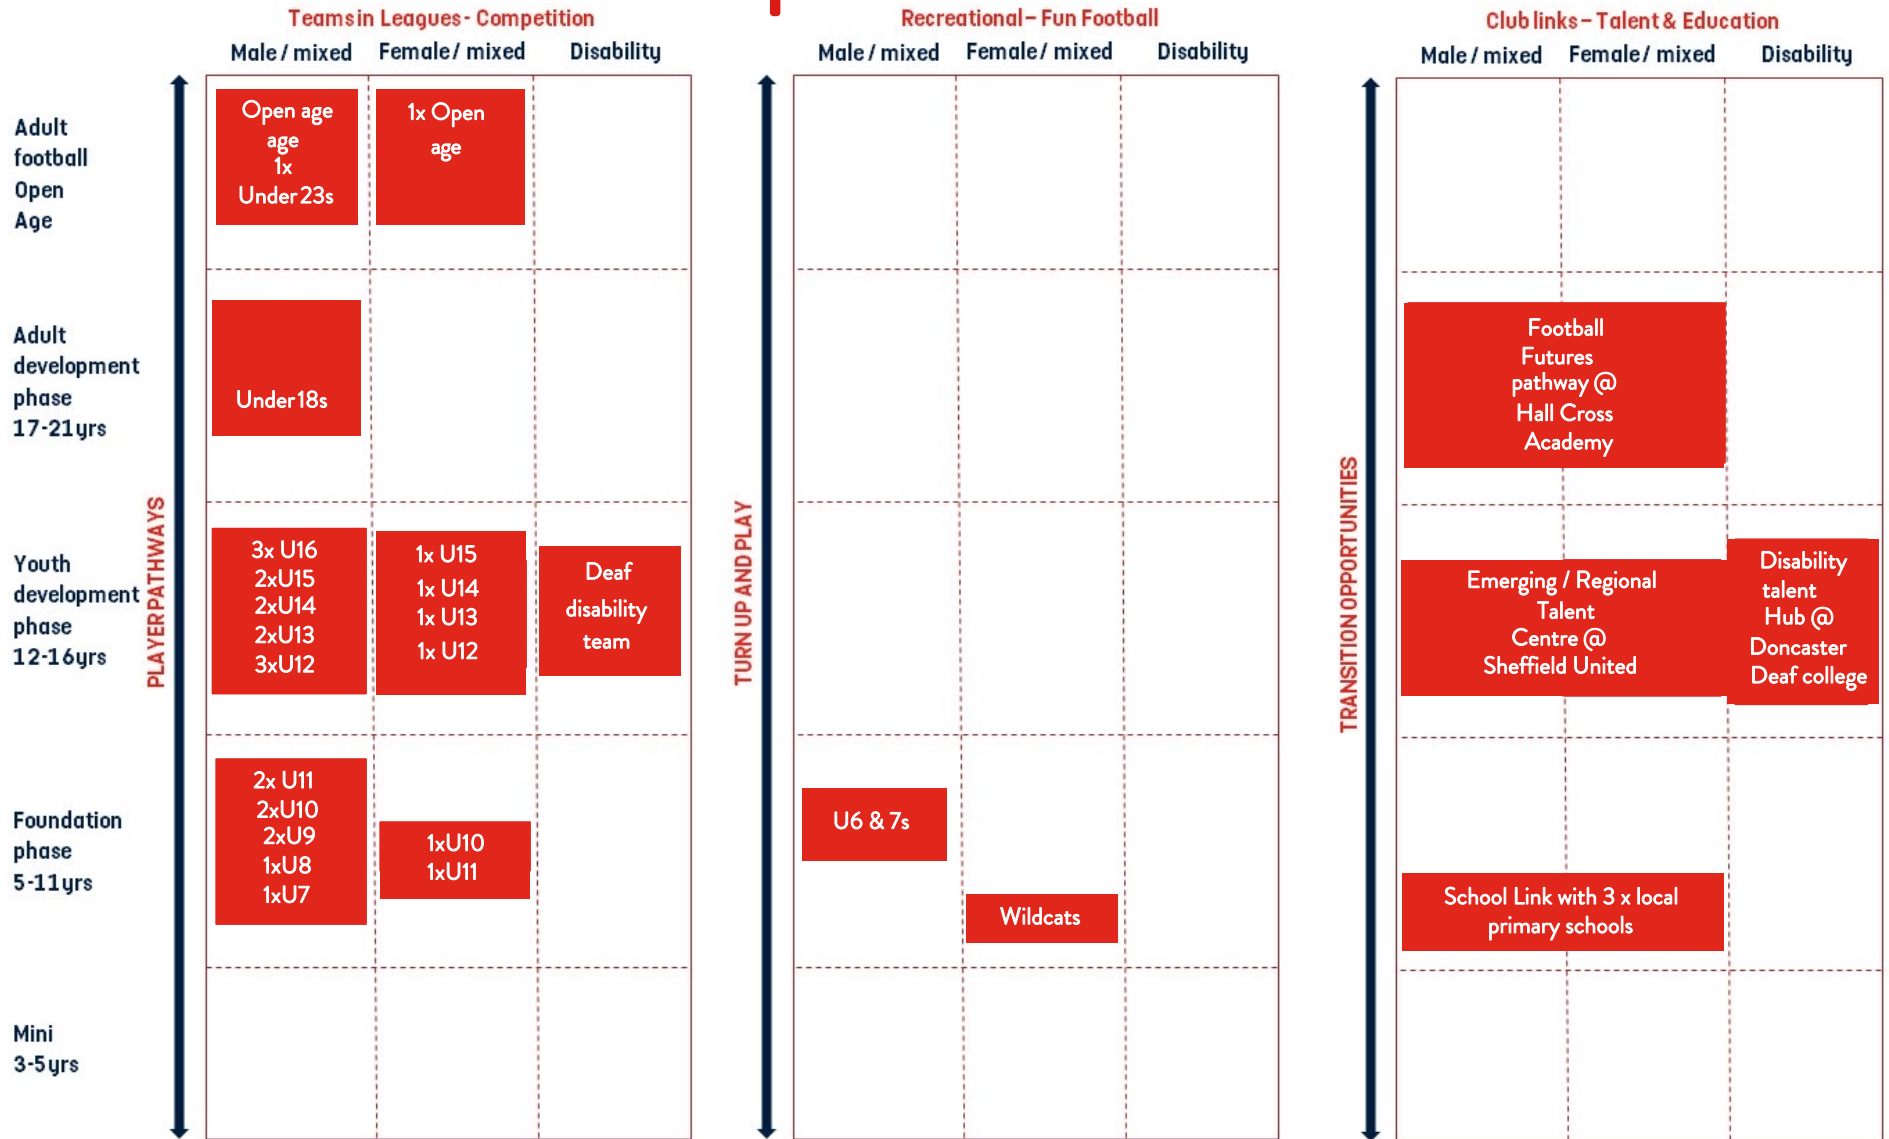 Teams in Leagues - Competition
Male / mixed
Female / mixed
Disability
Recreational – Fun Football
Male / mixed
Female / mixed
Disability
Club links – Talent & Education
Male / mixed
Female / mixed
Disability
PLAYER PATHWAYS
TURN UP AND PLAY
TRANSITION OPPORTUNITIES
Adult
football
Open
Age
Open age
age
1x
Under 23s
1x Open
age
Adult
development
phase
17-21yrs
Under 18s
Football
Futures
pathway @
Hall Cross
Academy
Youth
development
phase
12-16yrs
3x U16
2xU15
2xU14
2xU13
3xU12
1x U15
1x U14
1x U13
1x U12
Deaf
disability
team
Emerging / Regional
Talent
Centre @
Sheffield United
Disability
talent
Hub @
Doncaster
Deaf college
Foundation
phase
5-11yrs
2x U11
2xU10
2xU9
1xU8
1xU7
1xU10
1xU11
U6 & 7s
Wildcats
School Link with 3 x local
primary schools
Mini
3-5yrs